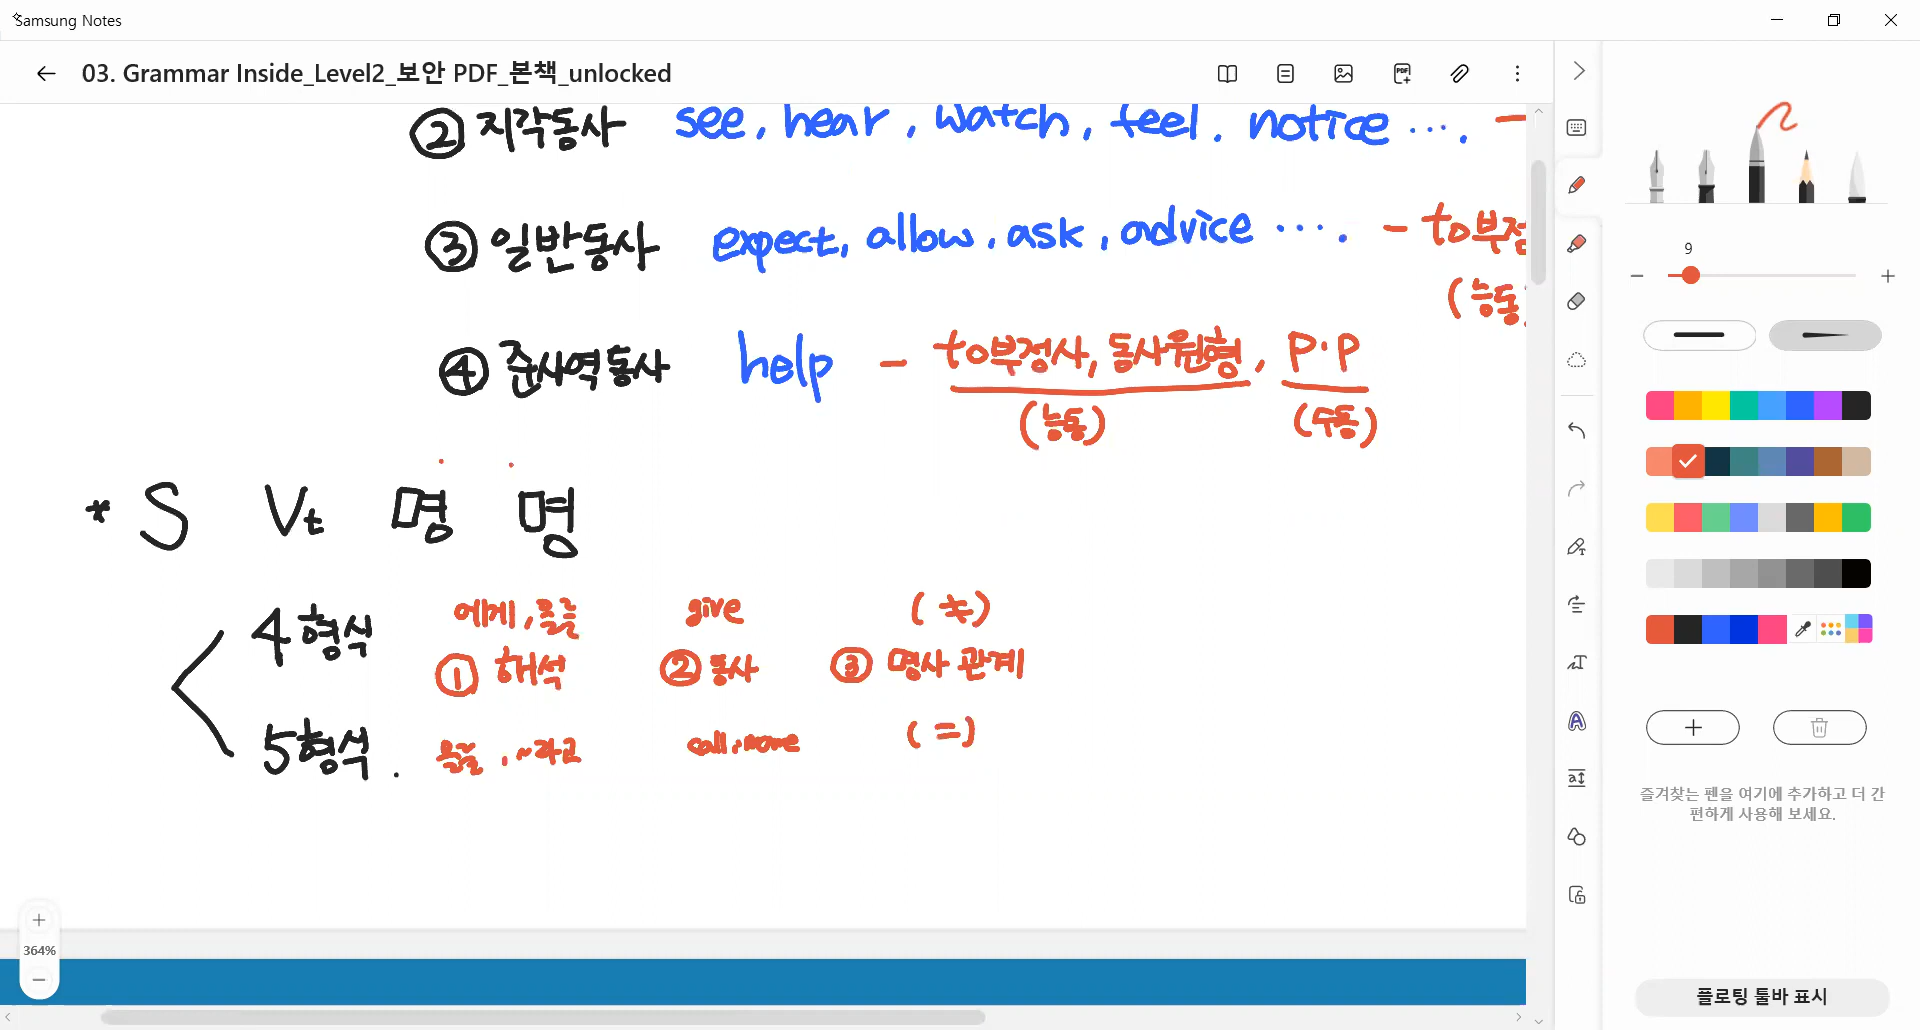 Samsung Notes
03. Grammar Inside_Level2_보안 PDF_본책_unlocked
② 지각동사 see, hear, watch, feel, notice ···. -
③ 일반동사 expect, allow, ask, advice ···. - to부정
(능동)
④ 준사역동사 help - to부정사, 동사원형, p.p
(능동) (수동)
* S Vt 명 명
4형식 에게, 을를 give (≠)
① 해석 ② 동사 ③ 명사 관계
5형식. 을를, ~라고 call, (=)
9
364%
즐겨찾는 펜을 여기에 추가하고 더 간
편하게 사용해 보세요.
플로팅 툴바 표시